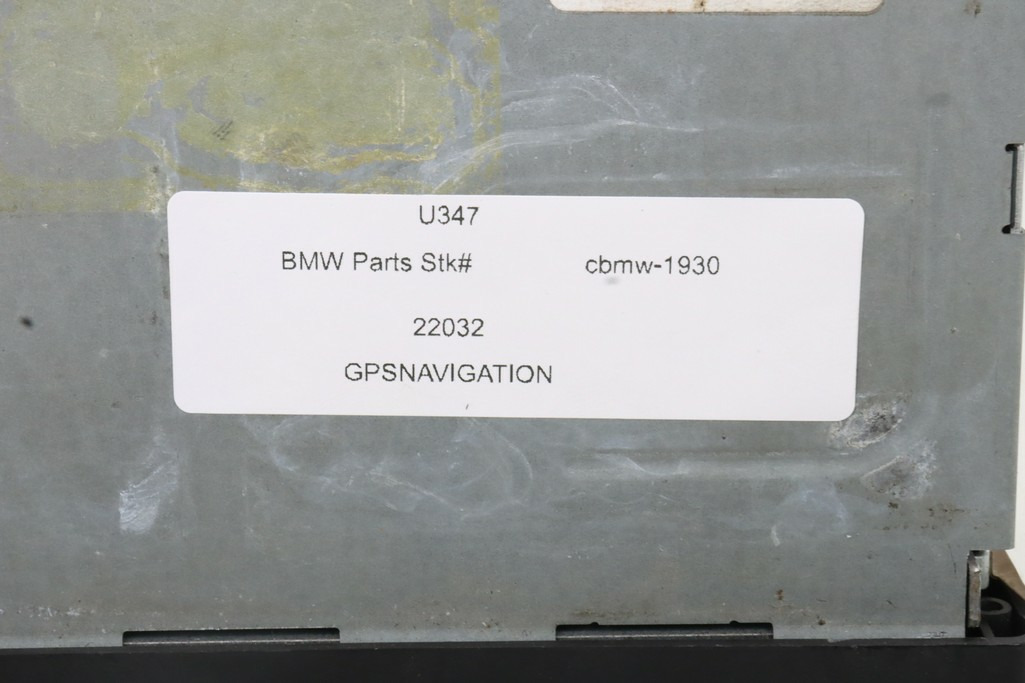 U347
BMW Parts Stk# cbmw-1930
22032
GPSNAVIGATION